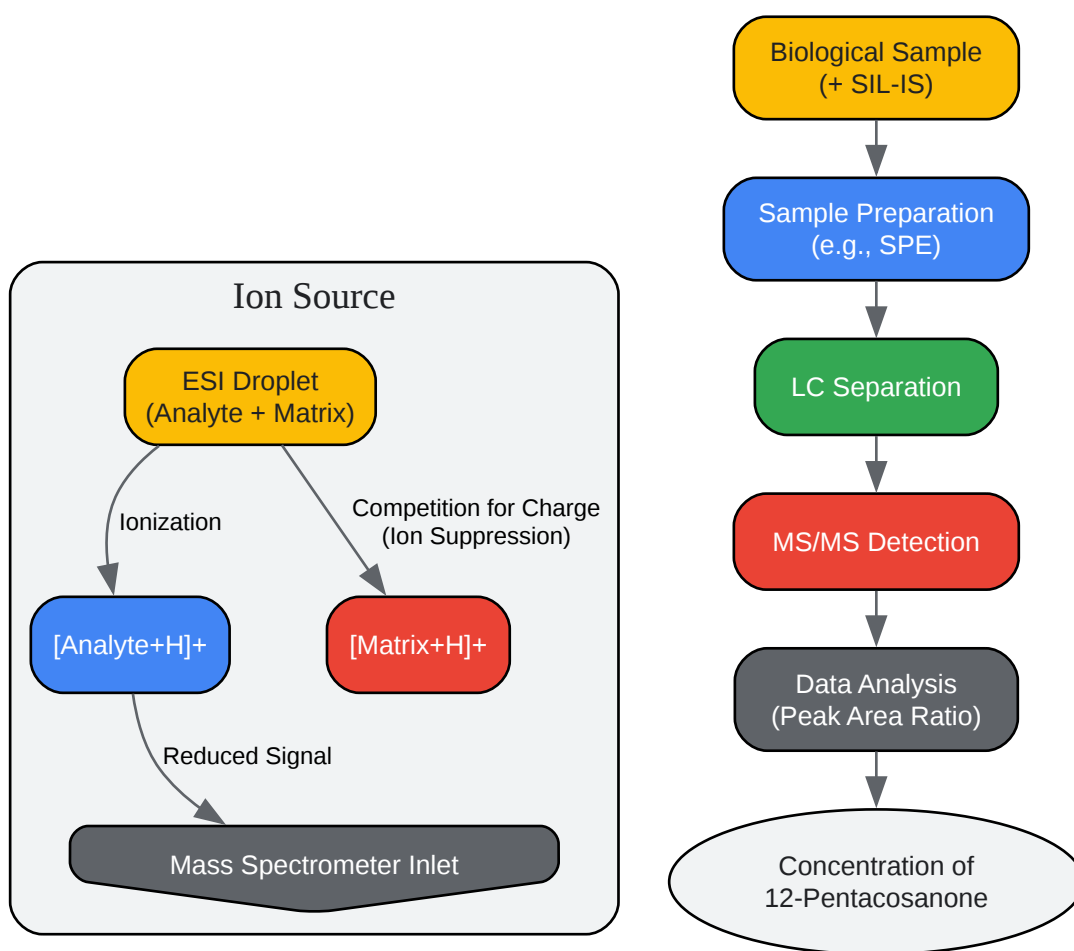 Ion Source
ESI Droplet
(Analyte + Matrix)
Ionization
Competition for Charge
(Ion Suppression)
[Analyte+H]+
[Matrix+H]+
Reduced Signal
Mass Spectrometer Inlet
Biological Sample
(+ SIL-IS)
Sample Preparation
(e.g., SPE)
LC Separation
MS/MS Detection
Data Analysis
(Peak Area Ratio)
Concentration of
12-Pentacosanone